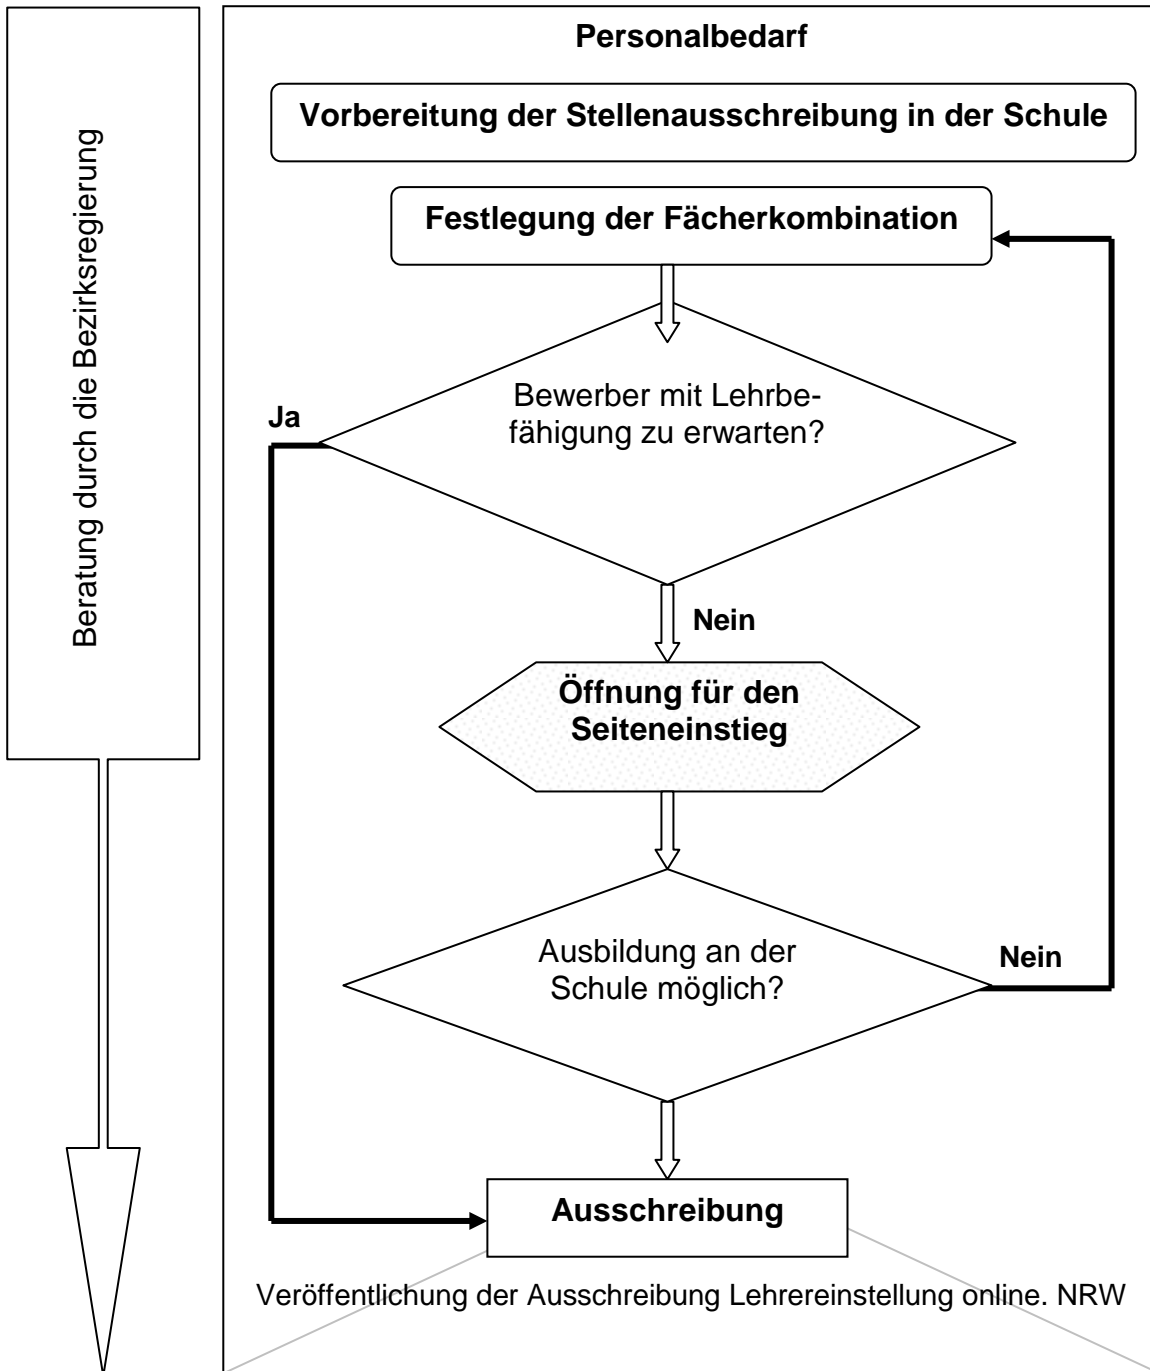 Personalbedarf
Vorbereitung der Stellenausschreibung in der Schule
Festlegung der Fächerkombination
Beratung durch die Bezirksregierung
Bewerber mit Lehrbe-
fähigung zu erwarten?
Ja
Nein
Öffnung für den
Seiteneinstieg
Ausbildung an der
Schule möglich?
Nein
Ausschreibung
Veröffentlichung der Ausschreibung Lehrereinstellung online. NRW